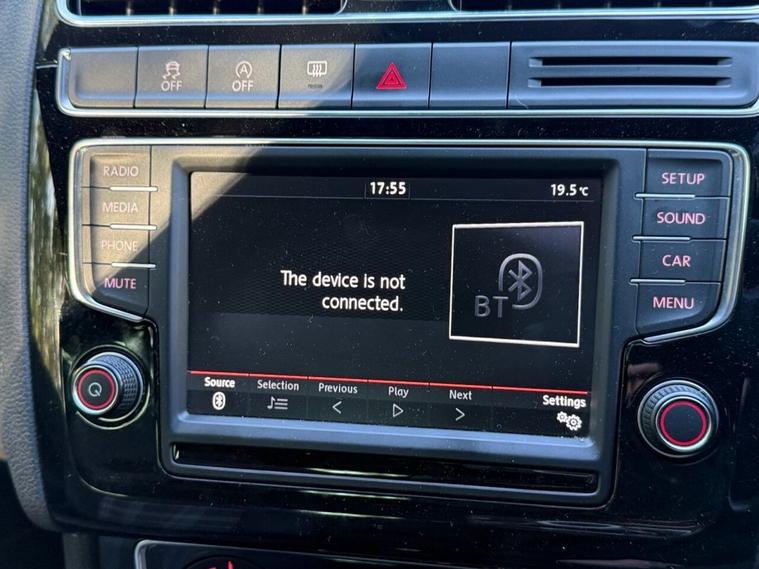 OFF
A
OFF
RADIO
MEDIA
PHONE
MUTE
17:55
19.5 °C
The device is not
connected.
BT
Source
Selection
Previous
Play
Next
Settings
SETUP
SOUND
CAR
MENU